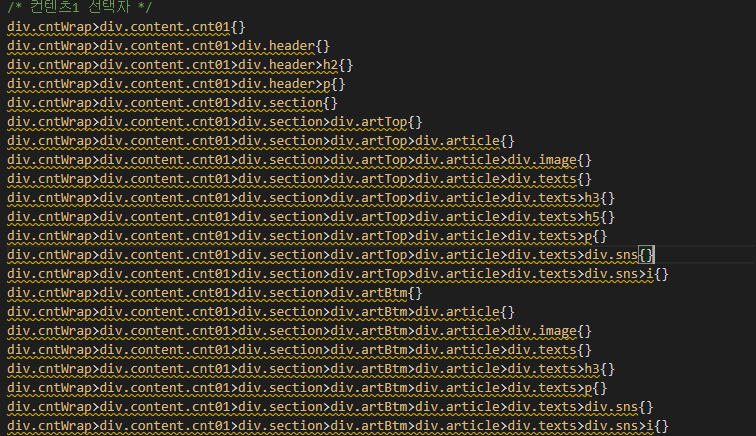 /* 컨텐츠1 선택자 */
div.cntWrap>div.content.cnt01{}
div.cntWrap>div.content.cnt01>div.header{}
div.cntWrap>div.content.cnt01>div.header>h2{}
div.cntWrap>div.content.cnt01>div.header>p{}
div.cntWrap>div.content.cnt01>div.section{}
div.cntWrap>div.content.cnt01>div.section>div.artTop{}
div.cntWrap>div.content.cnt01>div.section>div.artTop>div.article{}
div.cntWrap>div.content.cnt01>div.section>div.artTop>div.article>div.image{}
div.cntWrap>div.content.cnt01>div.section>div.artTop>div.article>div.texts{}
div.cntWrap>div.content.cnt01>div.section>div.artTop>div.article>div.texts>h3{}
div.cntWrap>div.content.cnt01>div.section>div.artTop>div.article>div.texts>h5{}
div.cntWrap>div.content.cnt01>div.section>div.artTop>div.article>div.texts>p{}
div.cntWrap>div.content.cnt01>div.section>div.artTop>div.article>div.texts>div.sns{}
div.cntWrap>div.content.cnt01>div.section>div.artTop>div.article>div.texts>div.sns>i{}
div.cntWrap>div.content.cnt01>div.section>div.artBtm{}
div.cntWrap>div.content.cnt01>div.section>div.artBtm>div.article{}
div.cntWrap>div.content.cnt01>div.section>div.artBtm>div.article>div.image{}
div.cntWrap>div.content.cnt01>div.section>div.artBtm>div.article>div.texts{}
div.cntWrap>div.content.cnt01>div.section>div.artBtm>div.article>div.texts>h3{}
div.cntWrap>div.content.cnt01>div.section>div.artBtm>div.article>div.texts>p{}
div.cntWrap>div.content.cnt01>div.section>div.artBtm>div.article>div.texts>div.sns{}
div.cntWrap>div.content.cnt01>div.section>div.artBtm>div.article>div.texts>div.sns>i{}